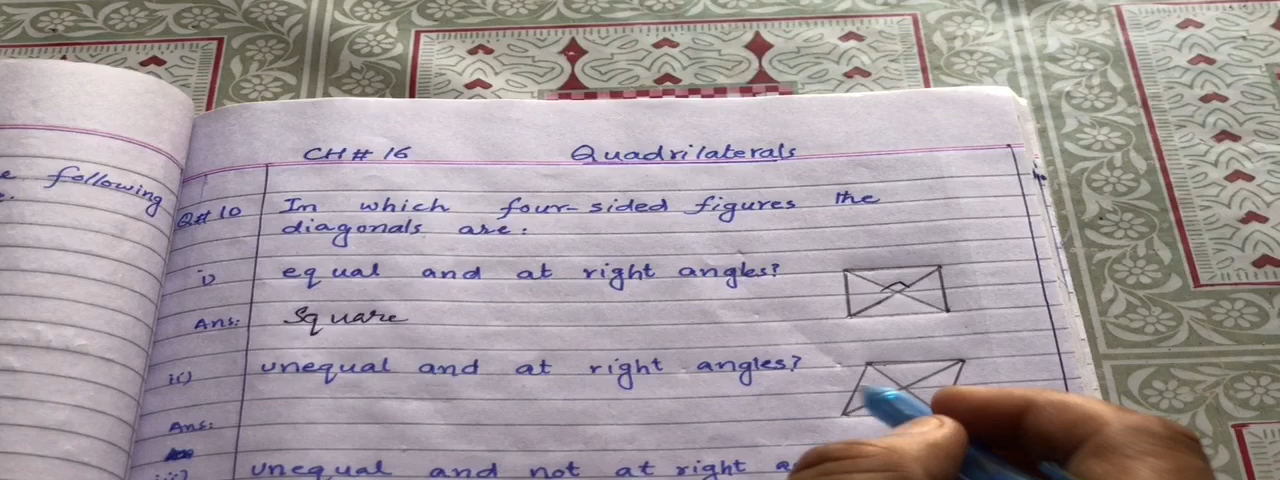 e following
CH# 16 Quadrilaterals
Q# 10 In which four-sided figures the
diagonals are:
i) equal and at right angles?
Ans: Square
ii) unequal and at right angles?
Ans:
iii) unequal and not at right